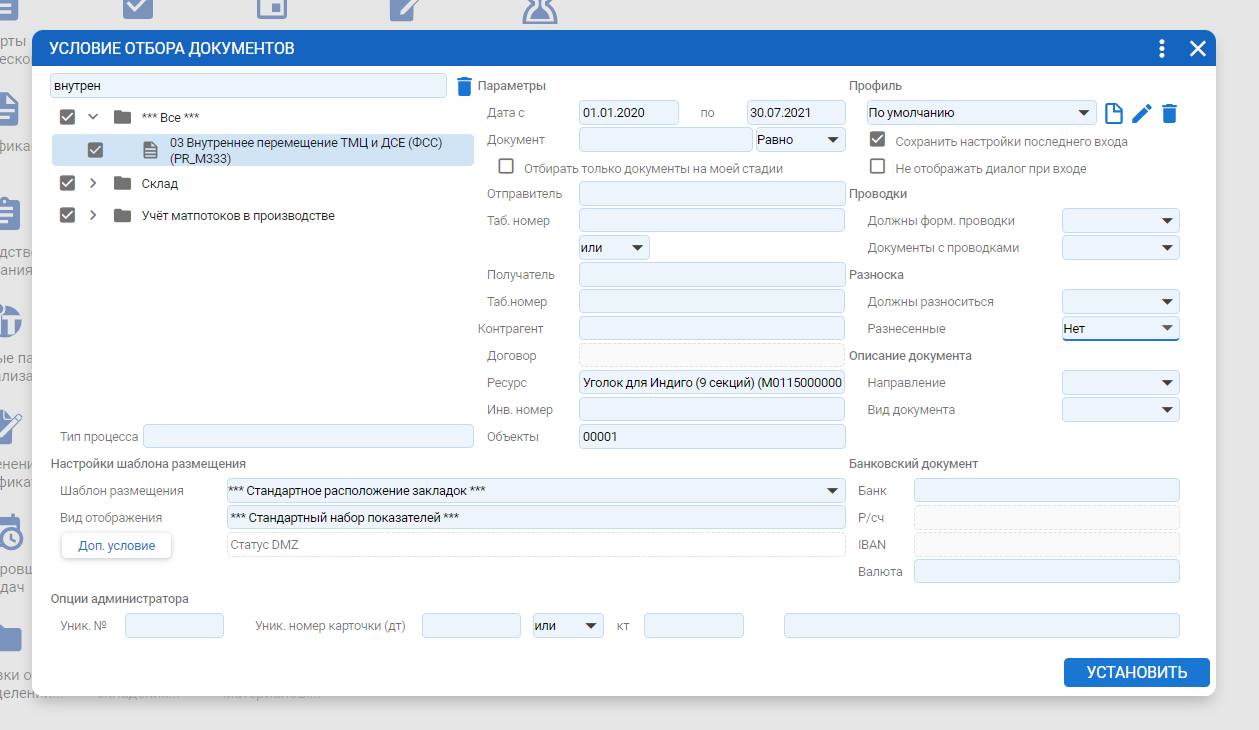 УСЛОВИЕ ОТБОРА ДОКУМЕНТОВ
внутрен
*** Все ***
03 Внутреннее перемещение ТМЦ и ДСЕ (ФСС)
(PR_M333)
Склад
Учёт матпотоков в производстве
Тип процесса
Параметры
Дата с 01.01.2020 по 30.07.2021
Документ Равно
Отбирать только документы на моей стадии
Отправитель
Таб. номер
или
Получатель
Таб.номер
Контрагент
Договор
Ресурс Уголок для Индиго (9 секций) (М0115000000
Инв. номер
Объекты 00001
Профиль
По умолчанию
Сохранить настройки последнего входа
Не отображать диалог при входе
Проводки
Должны форм. проводки
Документы с проводками
Разноска
Должны разноситься
Разнесенные Нет
Описание документа
Направление
Вид документа
Настройки шаблона размещения
Шаблон размещения *** Стандартное расположение закладок ***
Вид отображения *** Стандартный набор показателей ***
Доп. условие Статус DMZ
Банковский документ
Банк
Р/сч
IBAN
Валюта
Опции администратора
Уник. № Уник. номер карточки (дт) или кт
УСТАНОВИТЬ